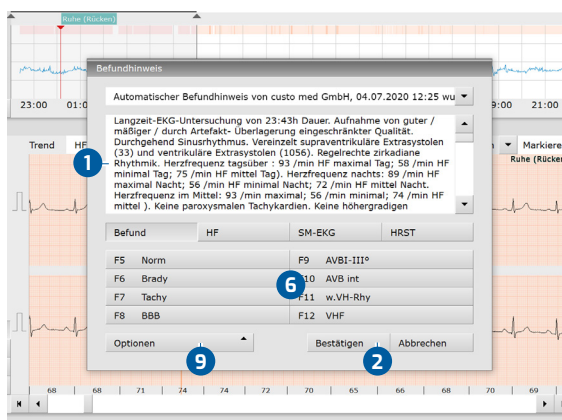 Ruhe (Rücken)
Befundhinweis
Automatischer Befundhinweis von custo med GmbH, 04.07.2020 12:25 wu
23:00 01:0 9:00 21:00
Langzeit-EKG-Untersuchung von 23:43h Dauer. Aufnahme von guter /
mäßiger / durch Artefakt- Überlagerung eingeschränkter Qualität.
Durchgehend Sinusrhythmus. Vereinzelt supraventrikuläre Extrasystolen
(33) und ventrikuläre Extrasystolen (1056). Regelrechte zirkadiane
Rhythmik. Herzfrequenz tagsüber : 93 /min HF maximal Tag; 58 /min HF
minimal Tag; 75 /min HF mittel Tag). Herzfrequenz nachts: 89 /min HF
maximal Nacht; 56 /min HF minimal Nacht; 72 /min HF mittel Nacht.
Herzfrequenz im Mittel: 93 /min maximal; 56 /min minimal; 74 /min HF
mittel ). Keine paroxysmalen Tachykardien. Keine höhergradigen
Trend HF Markiere
Ruhe (Rücke
1
Befund HF SM-EKG HRST
F5 Norm F9 AVBI-III°
F6 Brady F10 AVB int
6
F7 Tachy F11 w.VH-Rhy
F8 BBB F12 VHF
Optionen Bestätigen Abbrechen
9 2
68 68 71 74 74 72 70 65 66 68 70 69